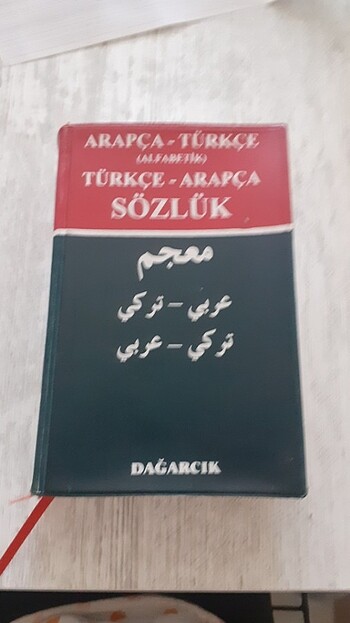 ARAPÇA - TÜRKÇE
(ALFABETİK)
TÜRKÇE - ARAPÇA
SÖZLÜK
معجم
عربي – تركي
تركي – عربي
DAĞARCIK